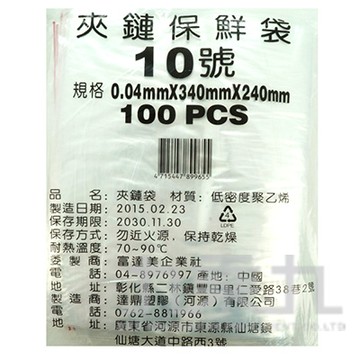 夾鏈保鮮袋
10號
規格 0.04mmX340mmX240mm
100 PCS
4715447899655
品名：夾鏈袋 材質：低密度聚乙烯
製造日期：2015.02.23
保存期限：2030.11.30
保存方式：勿近火源，保持乾燥
耐熱溫度：70-90℃
4
LDPE
委製商：富達美企業社
電話：04-8976997 產地：中國
地址：彰化縣二林鎮豐田里仁愛路38巷2號
製造商：達鼎塑膠（河源）有限公司
電話：0762-8811966
地址：廣東省河源市東源縣仙塘鎮
仙塘大道中路西3號